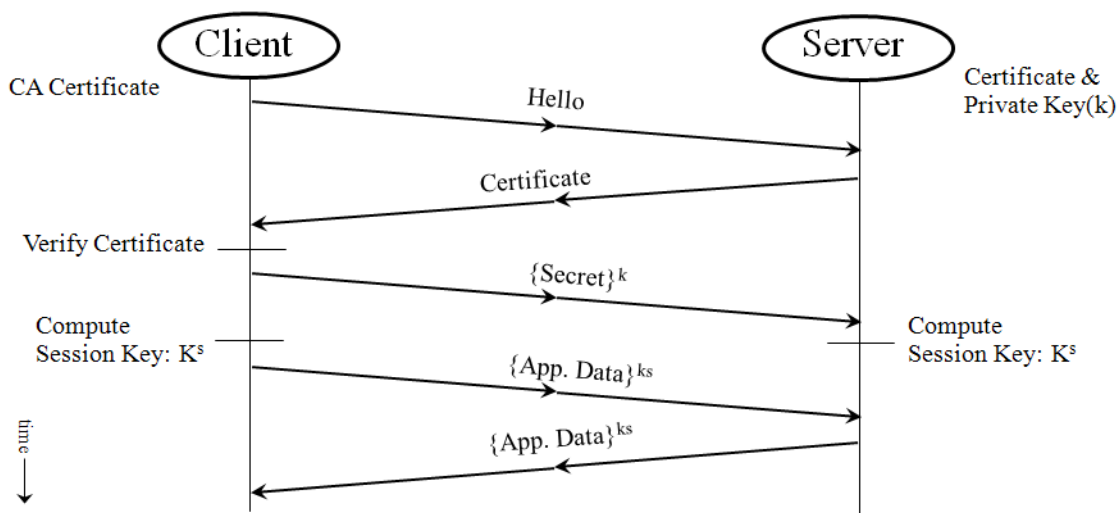 Client
Server
CA Certificate
Certificate &
Private Key(k)
Hello
Certificate
Verify Certificate
{Secret}ᵏ
Compute
Session Key: Kˢ
Compute
Session Key: Kˢ
{App. Data}ᵏˢ
{App. Data}ᵏˢ
time